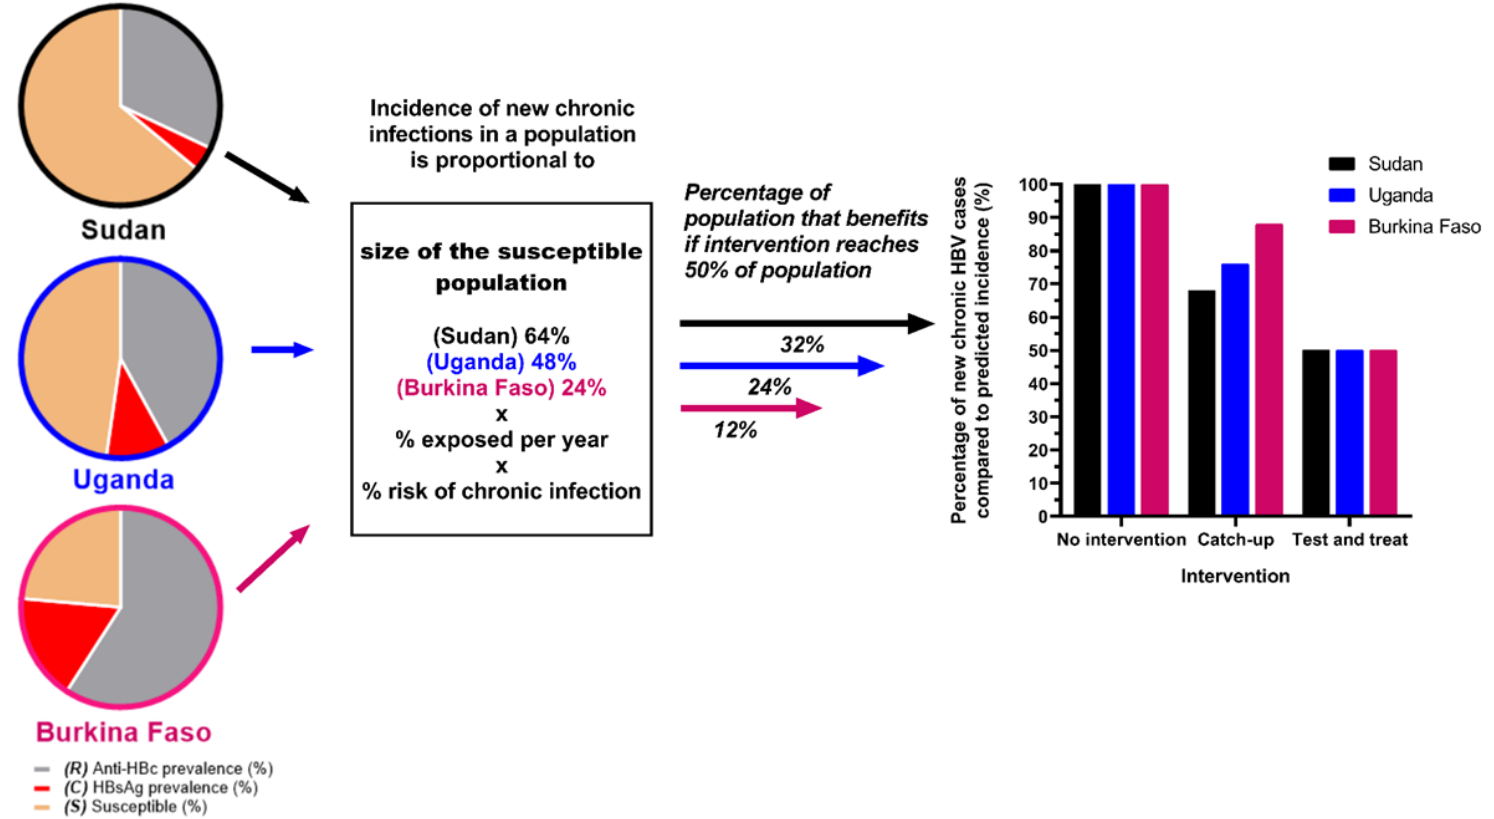 Sudan
Uganda
Burkina Faso
(R) Anti-HBc prevalence (%)
(C) HBsAg prevalence (%)
(S) Susceptible (%)
Incidence of new chronic
infections in a population
is proportional to
size of the susceptible
population
(Sudan) 64%
(Uganda) 48%
(Burkina Faso) 24%
x
% exposed per year
x
% risk of chronic infection
Percentage of
population that benefits
if intervention reaches
50% of population
32%
24%
12%
Percentage of new chronic HBV cases
compared to predicted incidence (%)
100
90
80
70
60
50
40
30
20
10
0
No intervention
Catch-up
Test and treat
Intervention
Sudan
Uganda
Burkina Faso